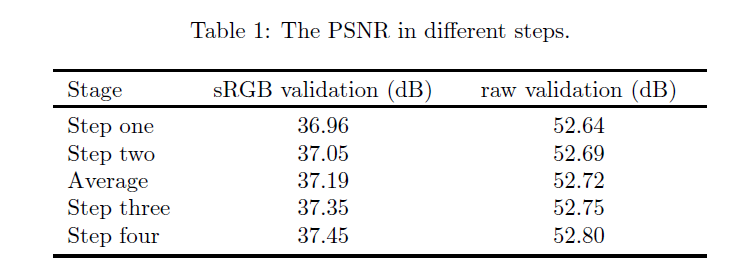 Table 1: The PSNR in different steps.
Stage sRGB validation (dB) raw validation (dB)
Step one 36.96 52.64
Step two 37.05 52.69
Average 37.19 52.72
Step three 37.35 52.75
Step four 37.45 52.80